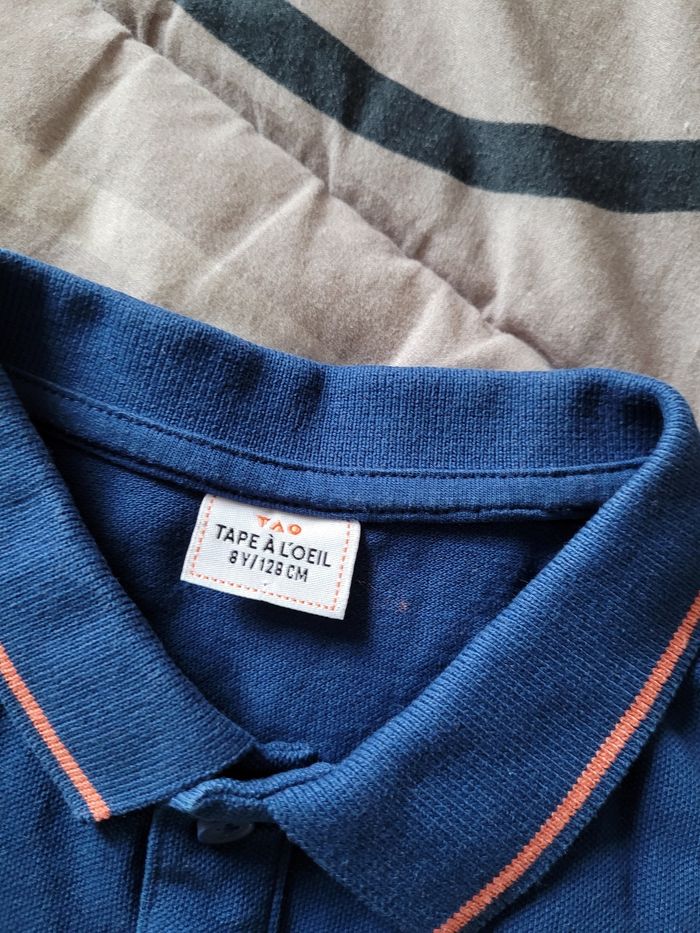 TAO
TAPE À L'OEIL
8Y/128 CM